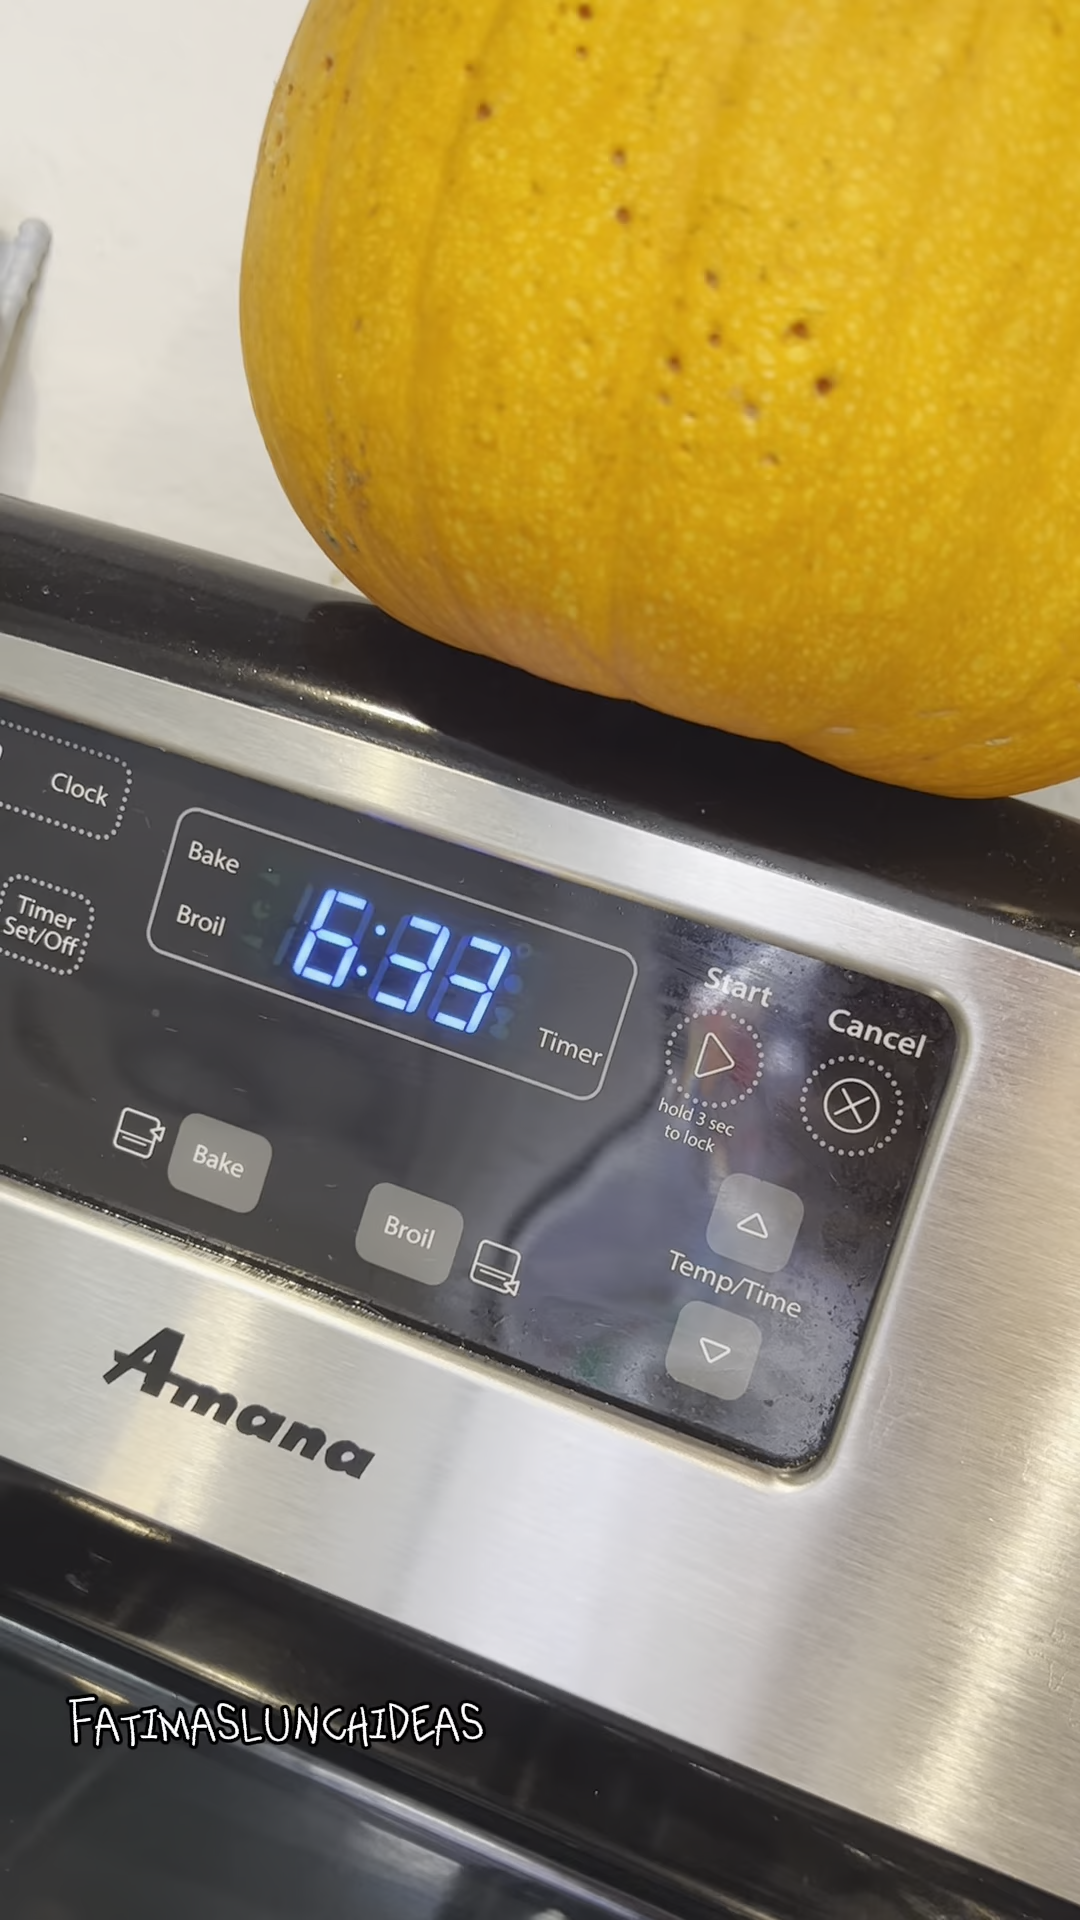 Clock
Bake
Timer
Set/Off
Broil
6:33
Timer
Start
Cancel
hold 3 sec
to lock
Bake
Broil
Temp/Time
Amana
FATIMASLUNCHIDEAS